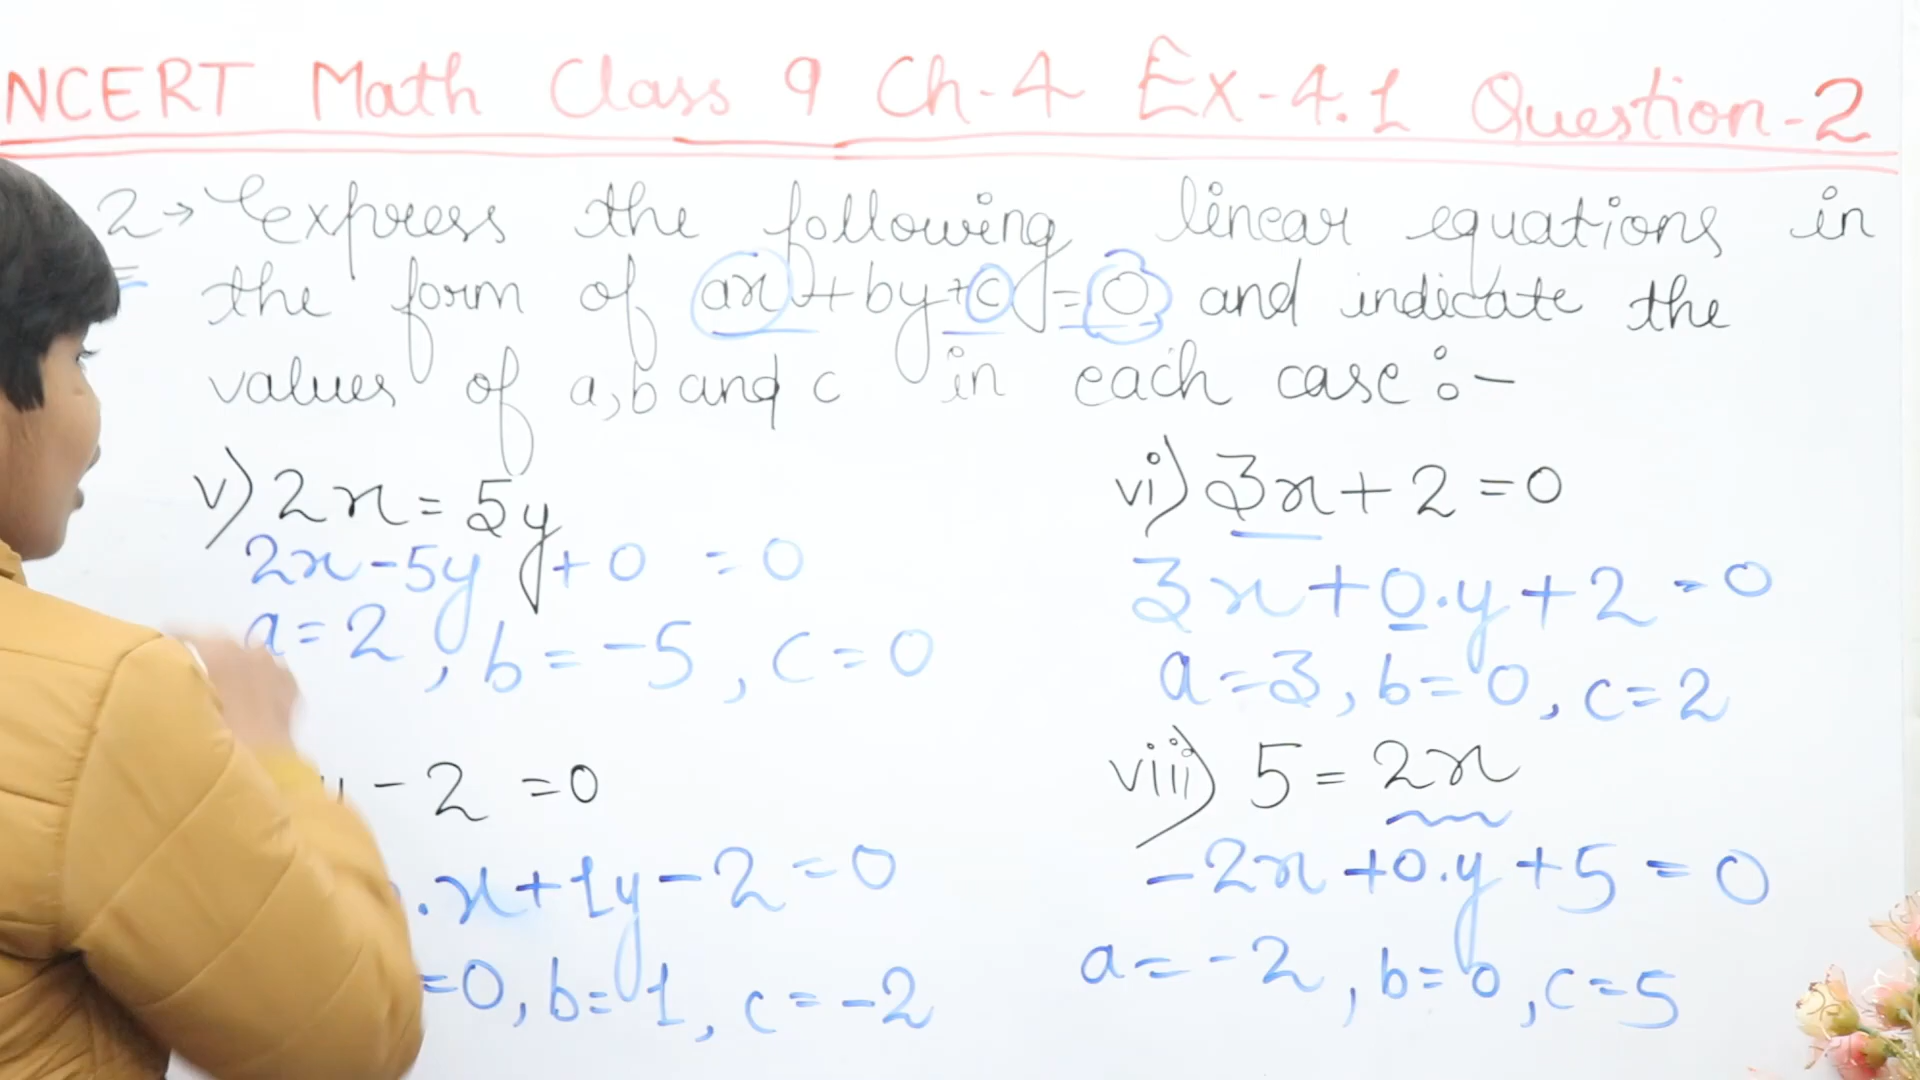 NCERT Math Class 9 Ch-4 Ex-4.1 Question-2
2→ Express the following linear equations in
the form of ax+by+c=0 and indicate the
values of a,b and c in each case:-
v) 2x=5y
2x-5y+0=0
a=2, b=-5, c=0
vi) 3x+2=0
3x+0.y+2=0
a=3, b=0, c=2
y-2=0
.x+1y-2=0
=0, b=1, c=-2
viii) 5=2x
-2x+0.y+5=0
a=-2, b=0, c=5